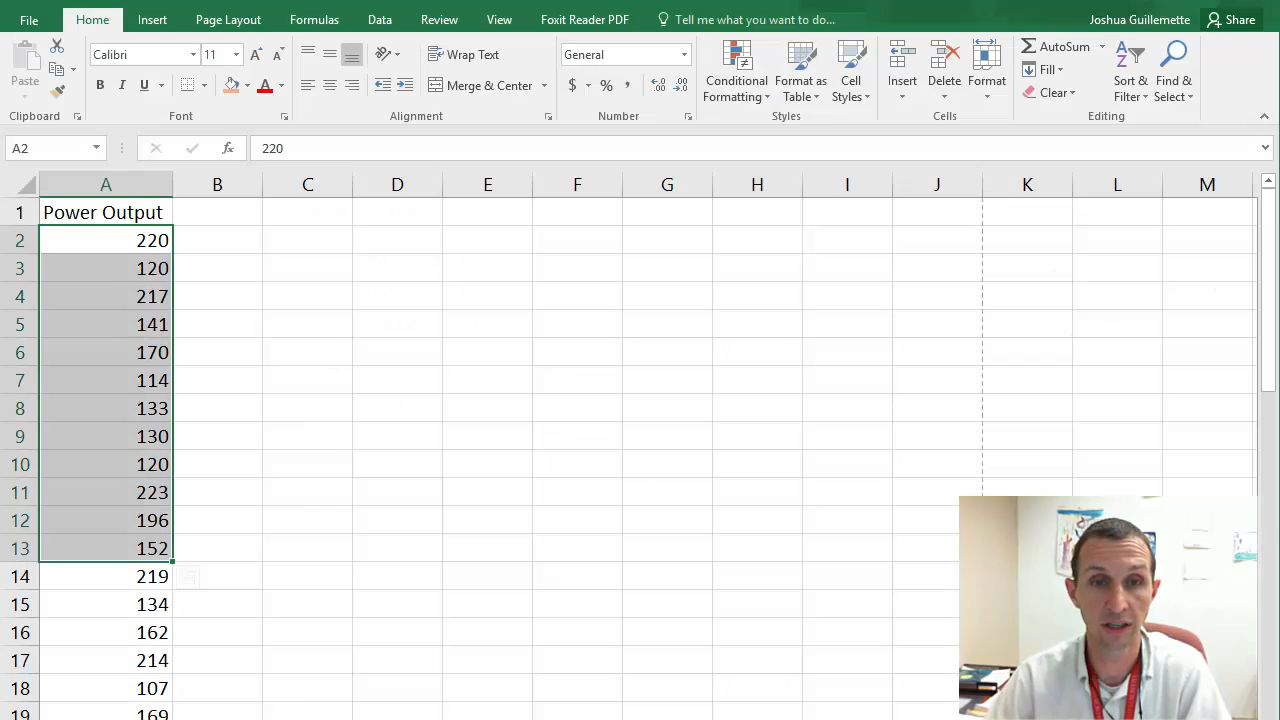 File Home Insert Page Layout Formulas Data Review View Foxit Reader PDF Tell me what you want to do... Joshua Guillemette Share
Paste Calibri 11 A A Wrap Text General Conditional Formatting Format as Table Cell Styles Insert Delete Format AutoSum Fill Clear Sort & Filter Find & Select
B I U A Merge & Center $ % ,
Clipboard Font Alignment Number Styles Cells Editing
A2 fx 220
A B C D E F G H I J K L M
1 Power Output
2 220
3 120
4 217
5 141
6 170
7 114
8 133
9 130
10 120
11 223
12 196
13 152
14 219
15 134
16 162
17 214
18 107
19 169